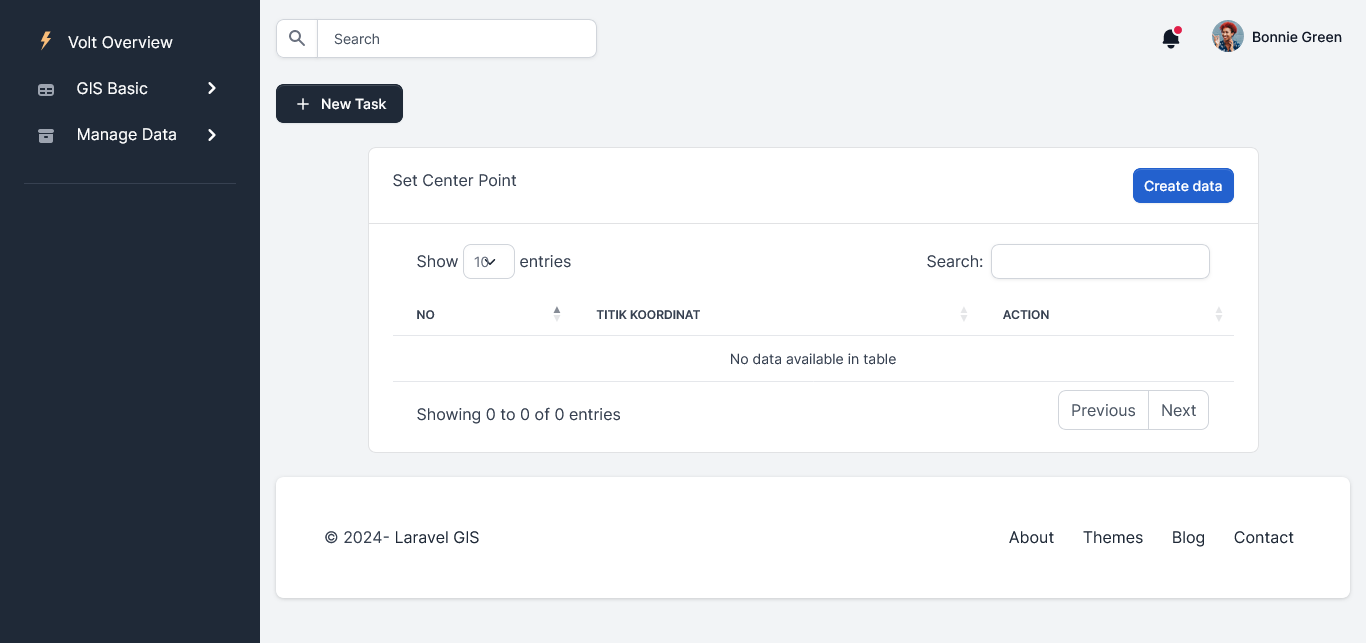 Volt Overview
GIS Basic
Manage Data
Search
Bonnie Green
New Task
Set Center Point
Create data
Show 10 entries
Search:
NO TITIK KOORDINAT ACTION
No data available in table
Showing 0 to 0 of 0 entries
Previous Next
© 2024- Laravel GIS
About Themes Blog Contact